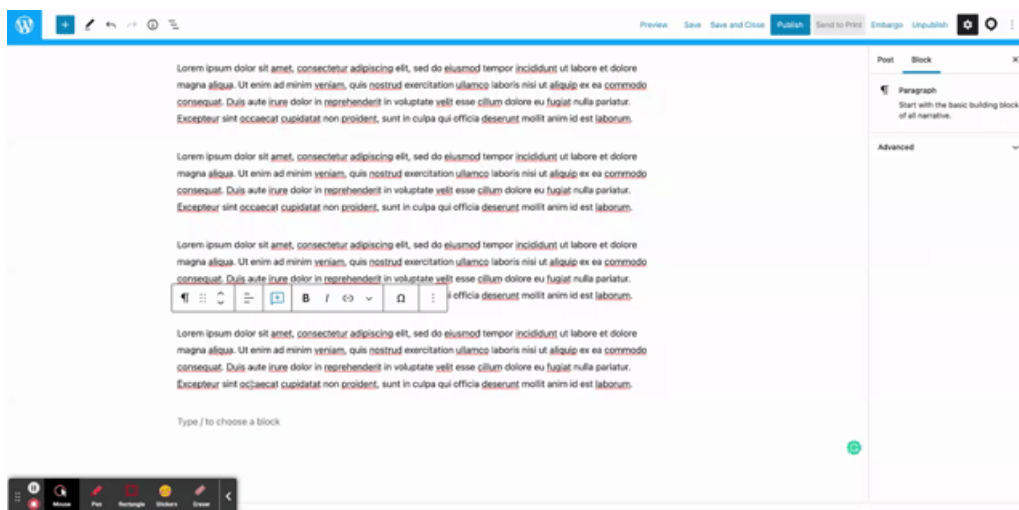 Preview Save Save and Close Publish Send to Print Embargo Unpublish
Lorem ipsum dolor sit amet, consectetur adipiscing elit, sed do eiusmod tempor incididunt ut labore et dolore
magna aliqua. Ut enim ad minim veniam, quis nostrud exercitation ullamco laboris nisi ut aliquip ex ea commodo
consequat. Duis aute irure dolor in reprehenderit in voluptate velit esse cillum dolore eu fugiat nulla pariatur.
Excepteur sint occaecat cupidatat non proident, sunt in culpa qui officia deserunt mollit anim id est laborum.
Lorem ipsum dolor sit amet, consectetur adipiscing elit, sed do eiusmod tempor incididunt ut labore et dolore
magna aliqua. Ut enim ad minim veniam, quis nostrud exercitation ullamco laboris nisi ut aliquip ex ea commodo
consequat. Duis aute irure dolor in reprehenderit in voluptate velit esse cillum dolore eu fugiat nulla pariatur.
Excepteur sint occaecat cupidatat non proident, sunt in culpa qui officia deserunt mollit anim id est laborum.
Lorem ipsum dolor sit amet, consectetur adipiscing elit, sed do eiusmod tempor incididunt ut labore et dolore
magna aliqua. Ut enim ad minim veniam, quis nostrud exercitation ullamco laboris nisi ut aliquip ex ea commodo
consequat. Duis aute irure dolor in reprehenderit in voluptate velit esse cillum dolore eu fugiat nulla pariatur.
B I Ω i officia deserunt mollit anim id est laborum.
Lorem ipsum dolor sit amet, consectetur adipiscing elit, sed do eiusmod tempor incididunt ut labore et dolore
magna aliqua. Ut enim ad minim veniam, quis nostrud exercitation ullamco laboris nisi ut aliquip ex ea commodo
consequat. Duis aute irure dolor in reprehenderit in voluptate velit esse cillum dolore eu fugiat nulla pariatur.
Excepteur sint occaecat cupidatat non proident, sunt in culpa qui officia deserunt mollit anim id est laborum.
Type / to choose a block
Post Block
Paragraph
Start with the basic building block
of all narrative.
Advanced
Mouse Pen Rectangle Stickers Eraser